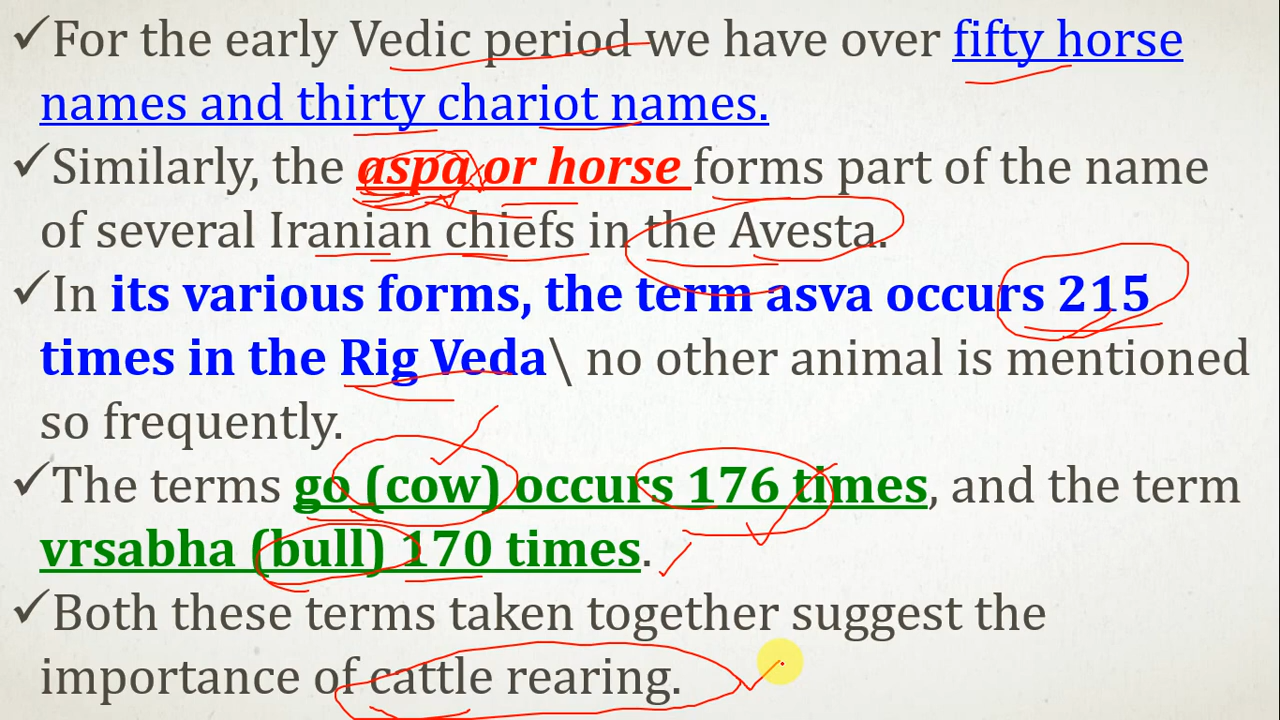 ✓For the early Vedic period we have over fifty horse
names and thirty chariot names.
✓Similarly, the aspa or horse forms part of the name
of several Iranian chiefs in the Avesta.
✓In its various forms, the term asva occurs 215
times in the Rig Veda\ no other animal is mentioned
so frequently.
✓The terms go (cow) occurs 176 times, and the term
vrsabha (bull) 170 times.
✓Both these terms taken together suggest the
importance of cattle rearing.